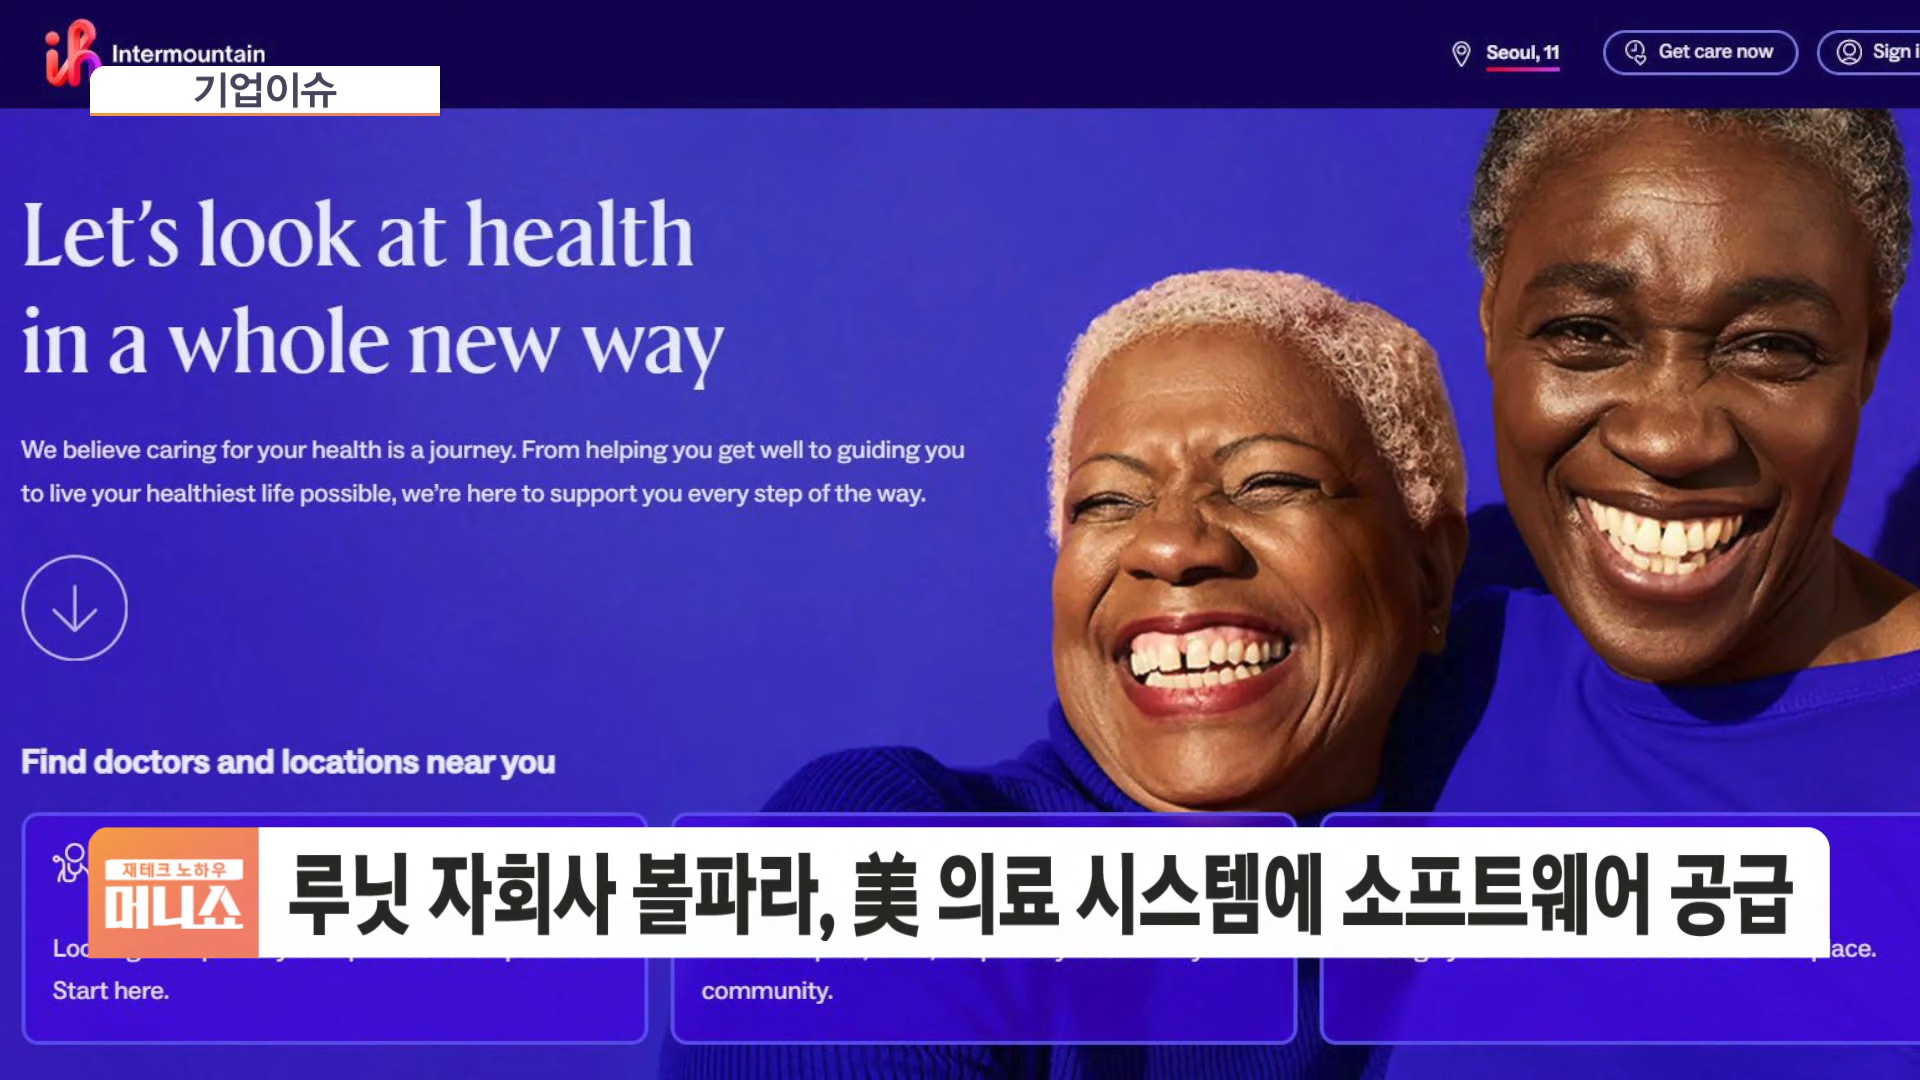 Intermountain
Seoul, 11
Get care now
Sign i
기업이슈
Let's look at health
in a whole new way
We believe caring for your health is a journey. From helping you get well to guiding you
to live your healthiest life possible, we're here to support you every step of the way.
Find doctors and locations near you
재테크 노하우
머니쇼
루닛 자회사 볼파라, 美 의료 시스템에 소프트웨어 공급
ace.
Start here.
community.